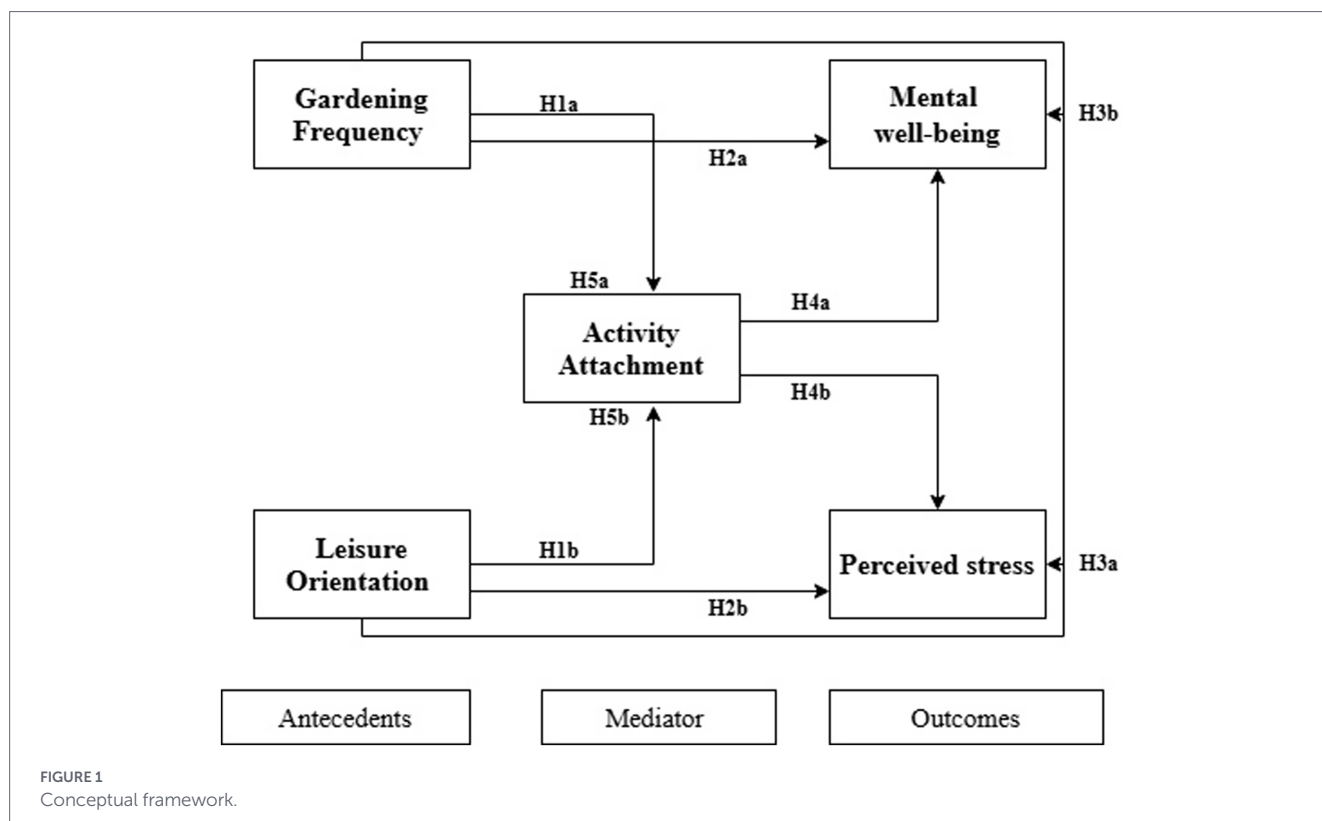 Gardening
Frequency
H1a
H2a
Mental
well-being
H3b
H5a
Activity
Attachment
H4a
H4b
H5b
Leisure
Orientation
H1b
H2b
Perceived stress
H3a
Antecedents
Mediator
Outcomes
FIGURE 1
Conceptual framework.